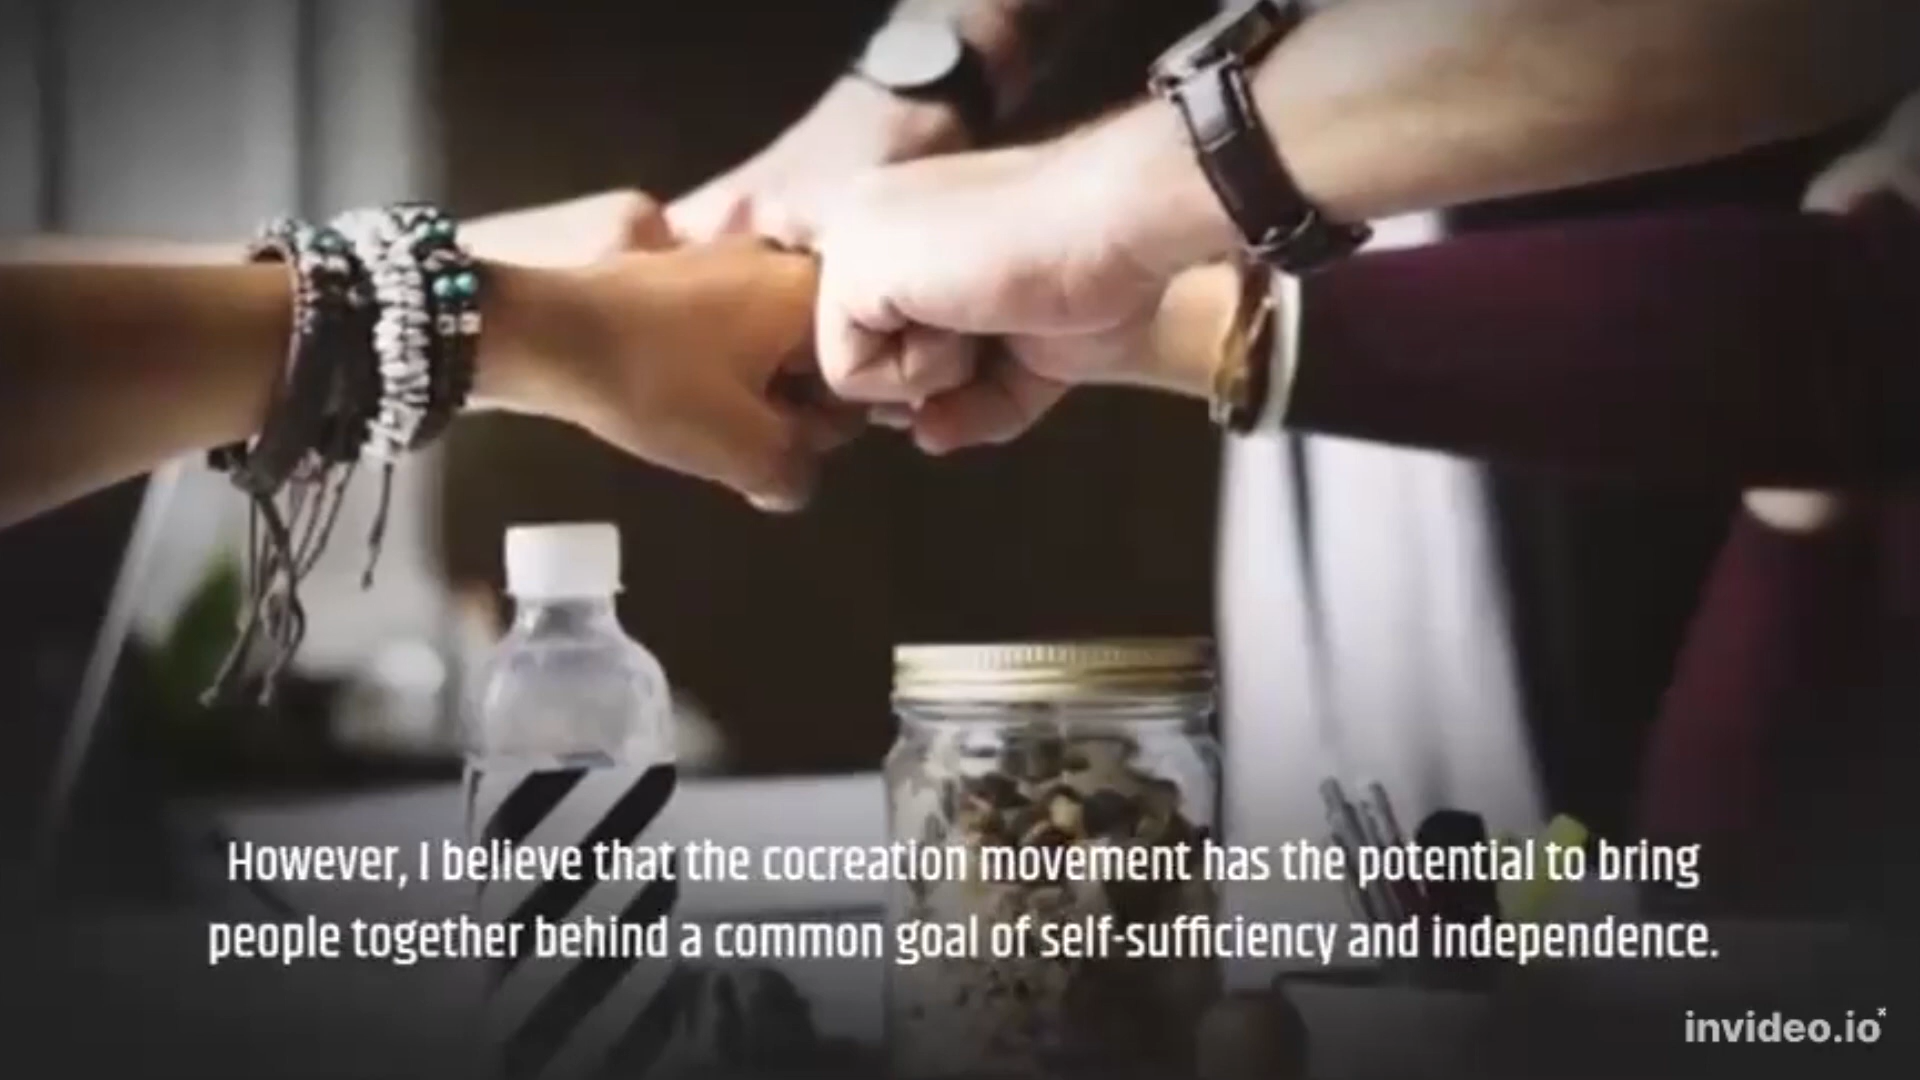 However, I believe that the cocreation movement has the potential to bring
people together behind a common goal of self-sufficiency and independence.
invideo.io